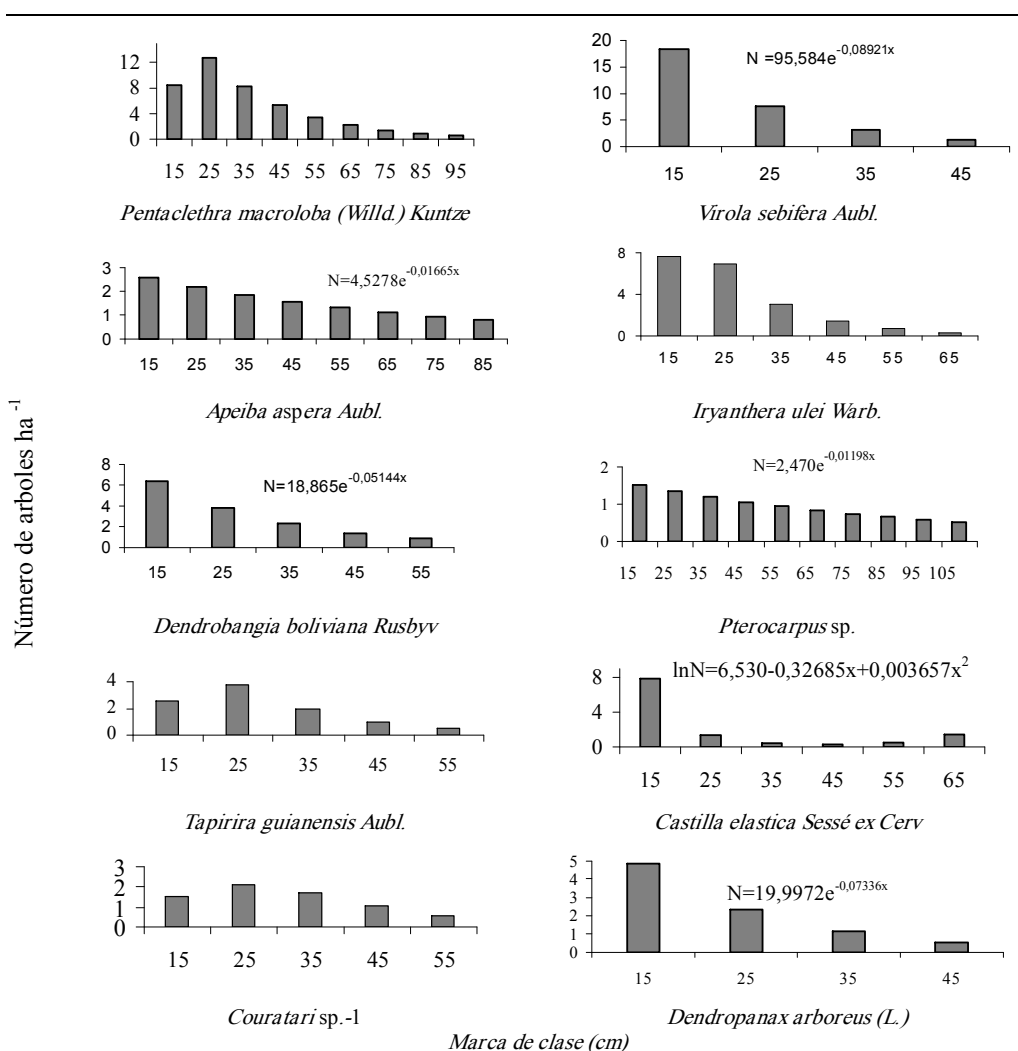 Número de arboles ha -1
12
8
4
0
15 25 35 45 55 65 75 85 95
Pentaclethra macroloba (Willd.) Kuntze
20
15
10
5
0
N =95,584e-0,08921x
15 25 35 45
Virola sebifera Aubl.
3
2
1
0
N=4,5278e-0,01665x
15 25 35 45 55 65 75 85
Apeiba aspera Aubl.
8
4
0
15 25 35 45 55 65
Iryanthera ulei Warb.
8
6
4
2
0
N=18,865e-0,05144x
15 25 35 45 55
Dendrobangia boliviana Rusbyv
2
1
0
N=2,470e-0,01198x
15 25 35 45 55 65 75 85 95 105
Pterocarpus sp.
4
2
0
15 25 35 45 55
Tapirira guianensis Aubl.
8
4
0
lnN=6,530-0,32685x+0,003657x2
15 25 35 45 55 65
Castilla elastica Sessé ex Cerv
3
2
1
0
15 25 35 45 55
Couratari sp.-1
5
4
3
2
1
0
N=19,9972e-0,07336x
15 25 35 45
Dendropanax arboreus (L.)
Marca de clase (cm)